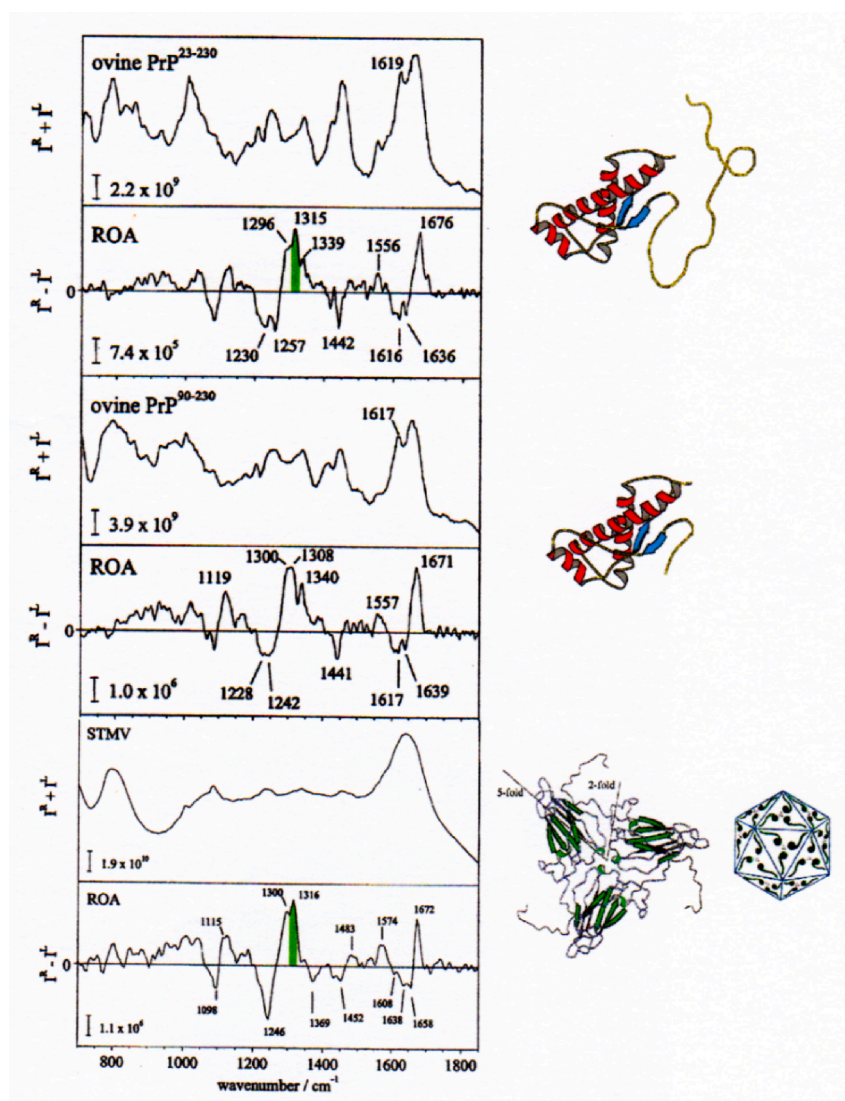 ovine PrP23-230
1619
I^R + I^L
2.2 x 10^9
ROA
1296
1315
1339
1556
1676
I^R - I^L
0
7.4 x 10^5
1230
1257
1442
1616
1636
ovine PrP90-230
1617
I^R + I^L
3.9 x 10^9
ROA
1119
1300
1308
1340
1557
1671
I^R - I^L
0
1.0 x 10^6
1228
1242
1441
1617
1639
STMV
I^R + I^L
1.9 x 10^10
5-fold
2-fold
ROA
1115
1300
1316
1483
1574
1672
I^R - I^L
0
1.1 x 10^6
1098
1246
1369
1452
1608
1638
1658
800 1000 1200 1400 1600 1800
wavenumber / cm^-1